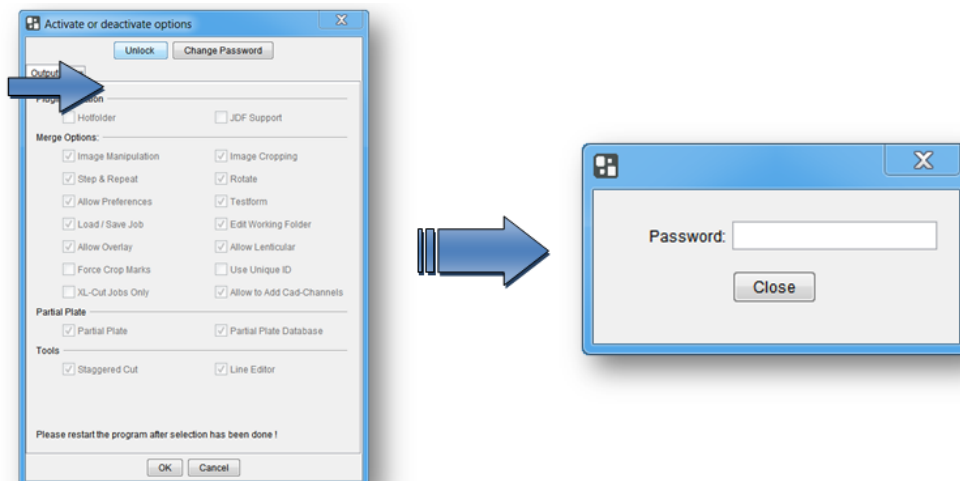 Activate or deactivate options
Unlock Change Password
Output
Hotfolder JDF Support
Merge Options:
Image Manipulation Image Cropping
Step & Repeat Rotate
Allow Preferences Testform
Load / Save Job Edit Working Folder
Allow Overlay Allow Lenticular
Force Crop Marks Use Unique ID
XL-Cut Jobs Only Allow to Add Cad-Channels
Partial Plate
Partial Plate Partial Plate Database
Tools
Staggered Cut Line Editor
Please restart the program after selection has been done !
OK Cancel
Password:
Close